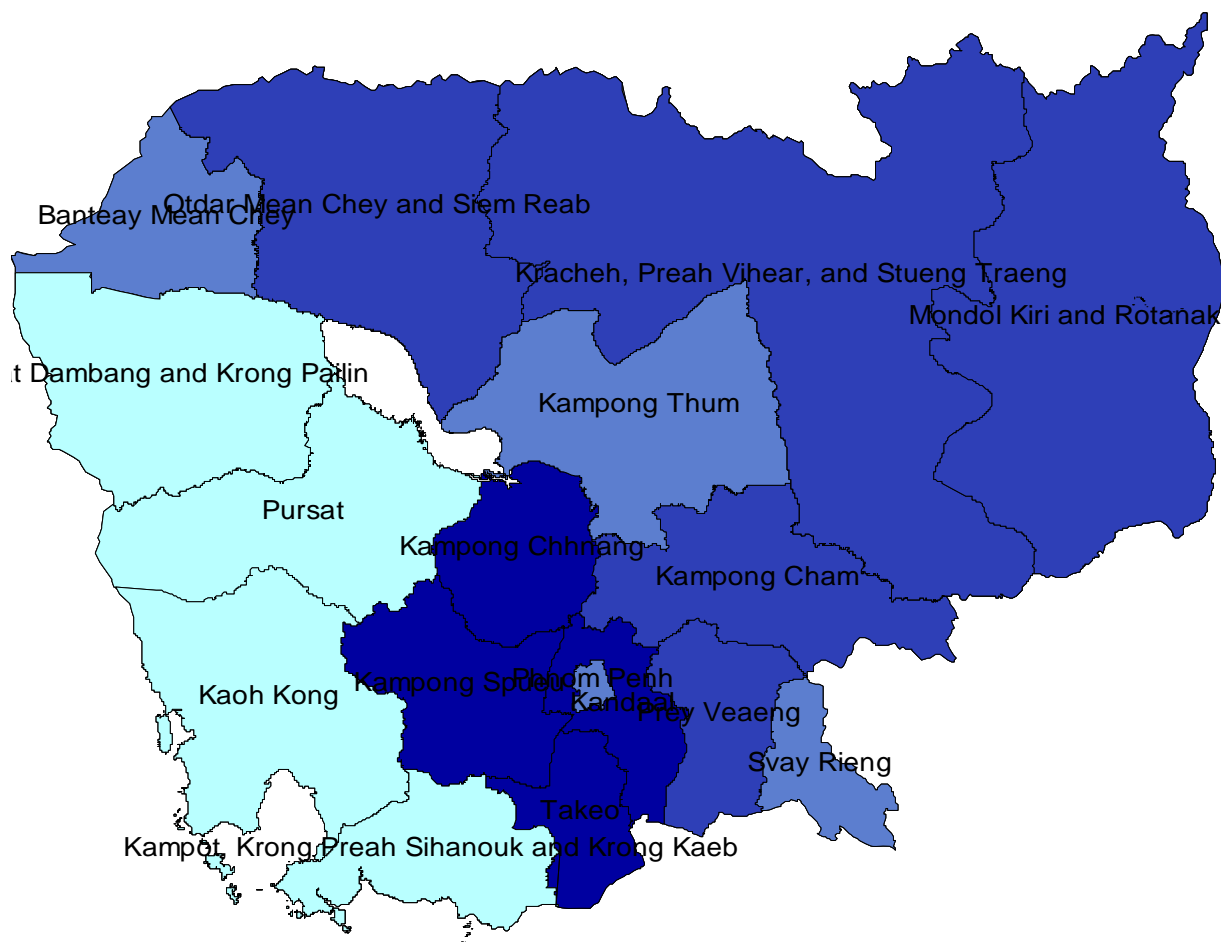 Otdar Mean Chey and Siem Reab
Banteay Mean Chey
Kracheh, Preah Vihear, and Stueng Traeng
Mondol Kiri and Rotanak
t Dambang and Krong Pailin
Kampong Thum
Pursat
Kampong Chhnang
Kampong Cham
Phnom Penh
Kampong Spueu
Kaoh Kong
Kandaal
Prey Veaeng
Svay Rieng
Takeo
Kampot, Krong Preah Sihanouk and Krong Kaeb